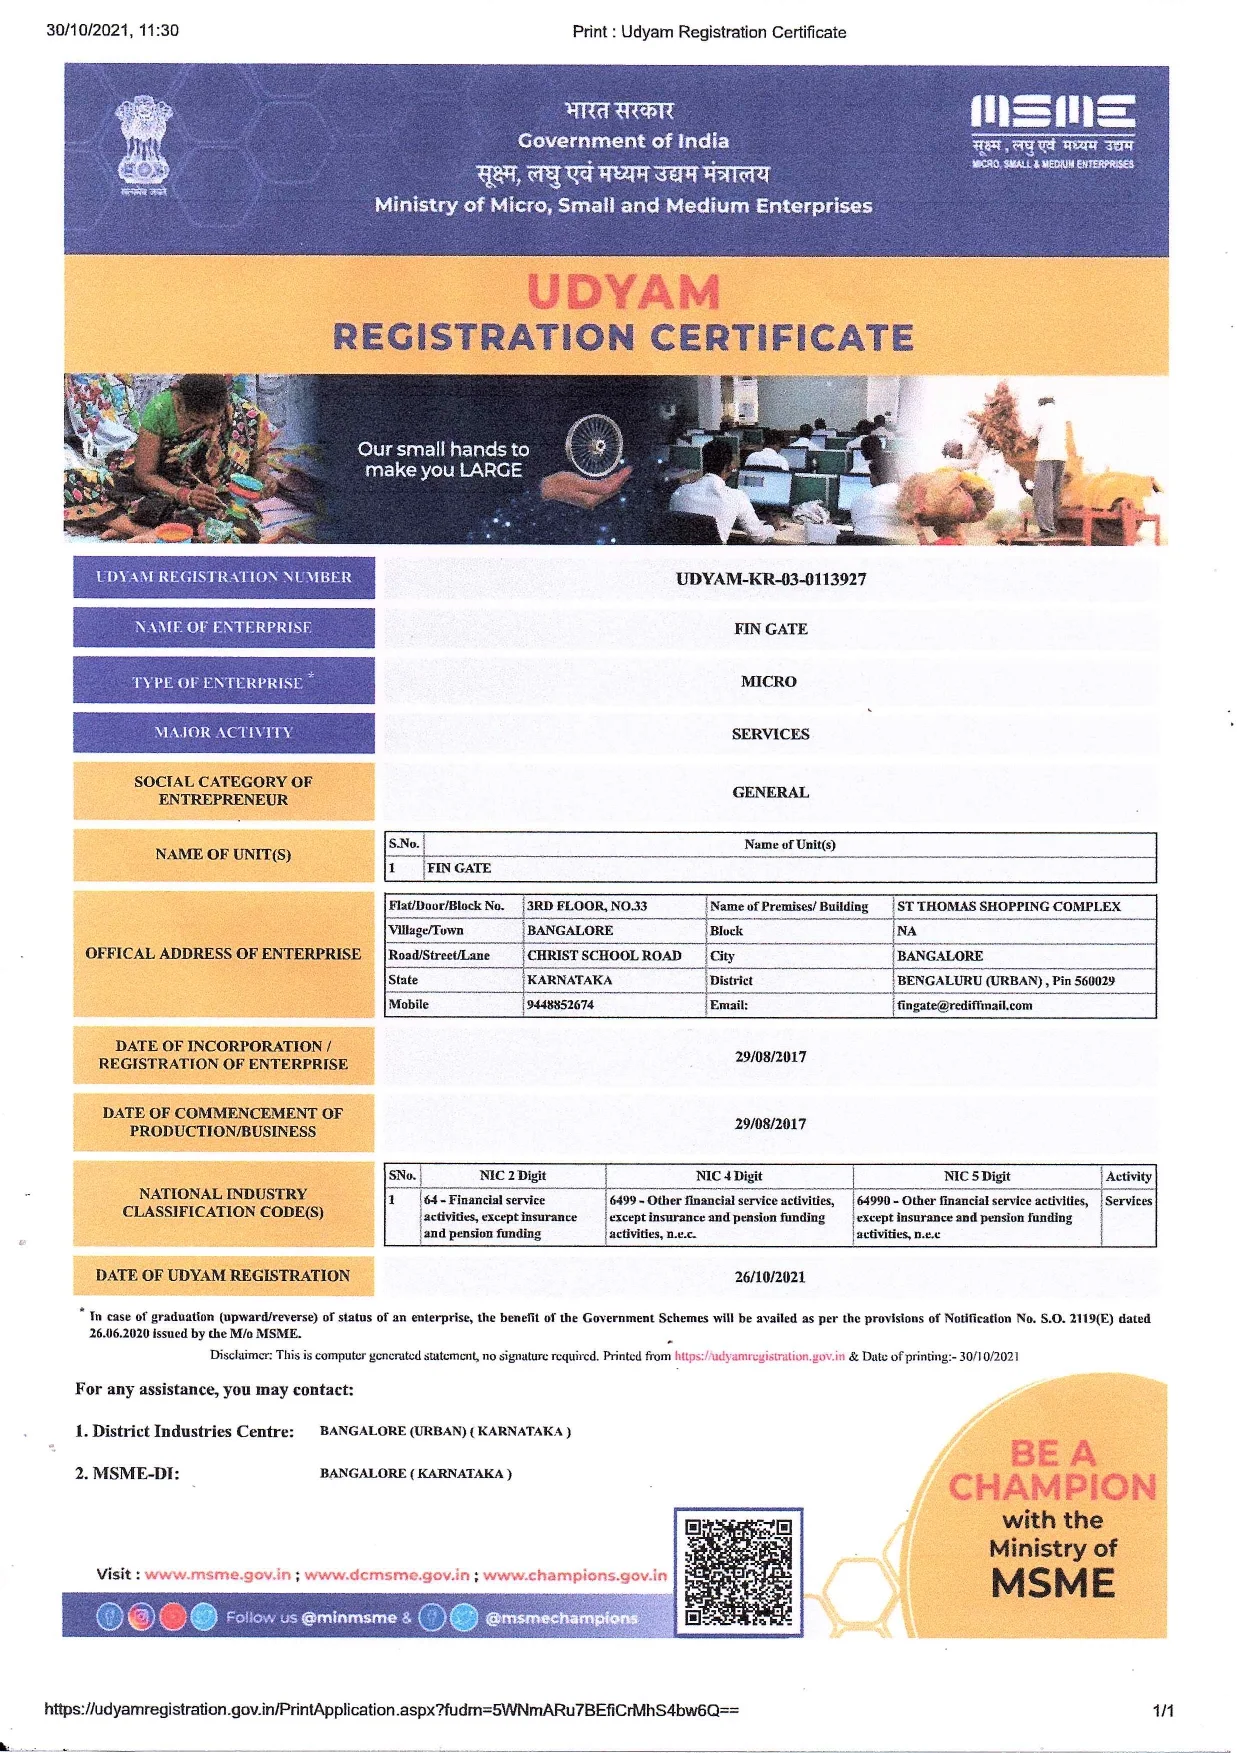 30/10/2021, 11:30
Print : Udyam Registration Certificate
भारत सरकार
Government of India
सूक्ष्म, लघु एवं मध्यम उद्यम मंत्रालय
Ministry of Micro, Small and Medium Enterprises
सत्यमेव जयते
MSME
सूक्ष्म, लघु एवं मध्यम उद्यम
MICRO, SMALL & MEDIUM ENTERPRISES
UDYAM
REGISTRATION CERTIFICATE
Our small hands to
make you LARGE
UDYAM REGISTRATION NUMBER
UDYAM-KR-03-0113927
NAME OF ENTERPRISE
FIN GATE
TYPE OF ENTERPRISE *
MICRO
MAJOR ACTIVITY
SERVICES
SOCIAL CATEGORY OF
ENTREPRENEUR
GENERAL
NAME OF UNIT(S)
S.No. Name of Unit(s)
1 FIN GATE
OFFICAL ADDRESS OF ENTERPRISE
Flat/Door/Block No. 3RD FLOOR, NO.33 Name of Premises/ Building ST THOMAS SHOPPING COMPLEX
Village/Town BANGALORE Block NA
Road/Street/Lane CHRIST SCHOOL ROAD City BANGALORE
State KARNATAKA District BENGALURU (URBAN) , Pin 560029
Mobile 9448852674 Email: fingate@rediffmail.com
DATE OF INCORPORATION /
REGISTRATION OF ENTERPRISE
29/08/2017
DATE OF COMMENCEMENT OF
PRODUCTION/BUSINESS
29/08/2017
NATIONAL INDUSTRY
CLASSIFICATION CODE(S)
SNo. NIC 2 Digit NIC 4 Digit NIC 5 Digit Activity
1 64 - Financial service 6499 - Other financial service activities, 64990 - Other financial service activities, Services
activities, except insurance except insurance and pension funding except insurance and pension funding
and pension funding activities, n.e.c. activities, n.e.c
DATE OF UDYAM REGISTRATION
26/10/2021
* In case of graduation (upward/reverse) of status of an enterprise, the benefit of the Government Schemes will be availed as per the provisions of Notification No. S.O. 2119(E) dated
26.06.2020 issued by the M/o MSME.
Disclaimer: This is computer generated statement, no signature required. Printed from https://udyamregistration.gov.in & Date of printing:- 30/10/2021
For any assistance, you may contact:
1. District Industries Centre: BANGALORE (URBAN) ( KARNATAKA )
2. MSME-DI: BANGALORE ( KARNATAKA )
BE A
CHAMPION
with the
Ministry of
MSME
Visit : www.msme.gov.in ; www.dcmsme.gov.in ; www.champions.gov.in
Follow us @minmsme & @msmechampions
https://udyamregistration.gov.in/PrintApplication.aspx?fudm=5WNmARu7BEfiCrMhS4bw6Q==
1/1